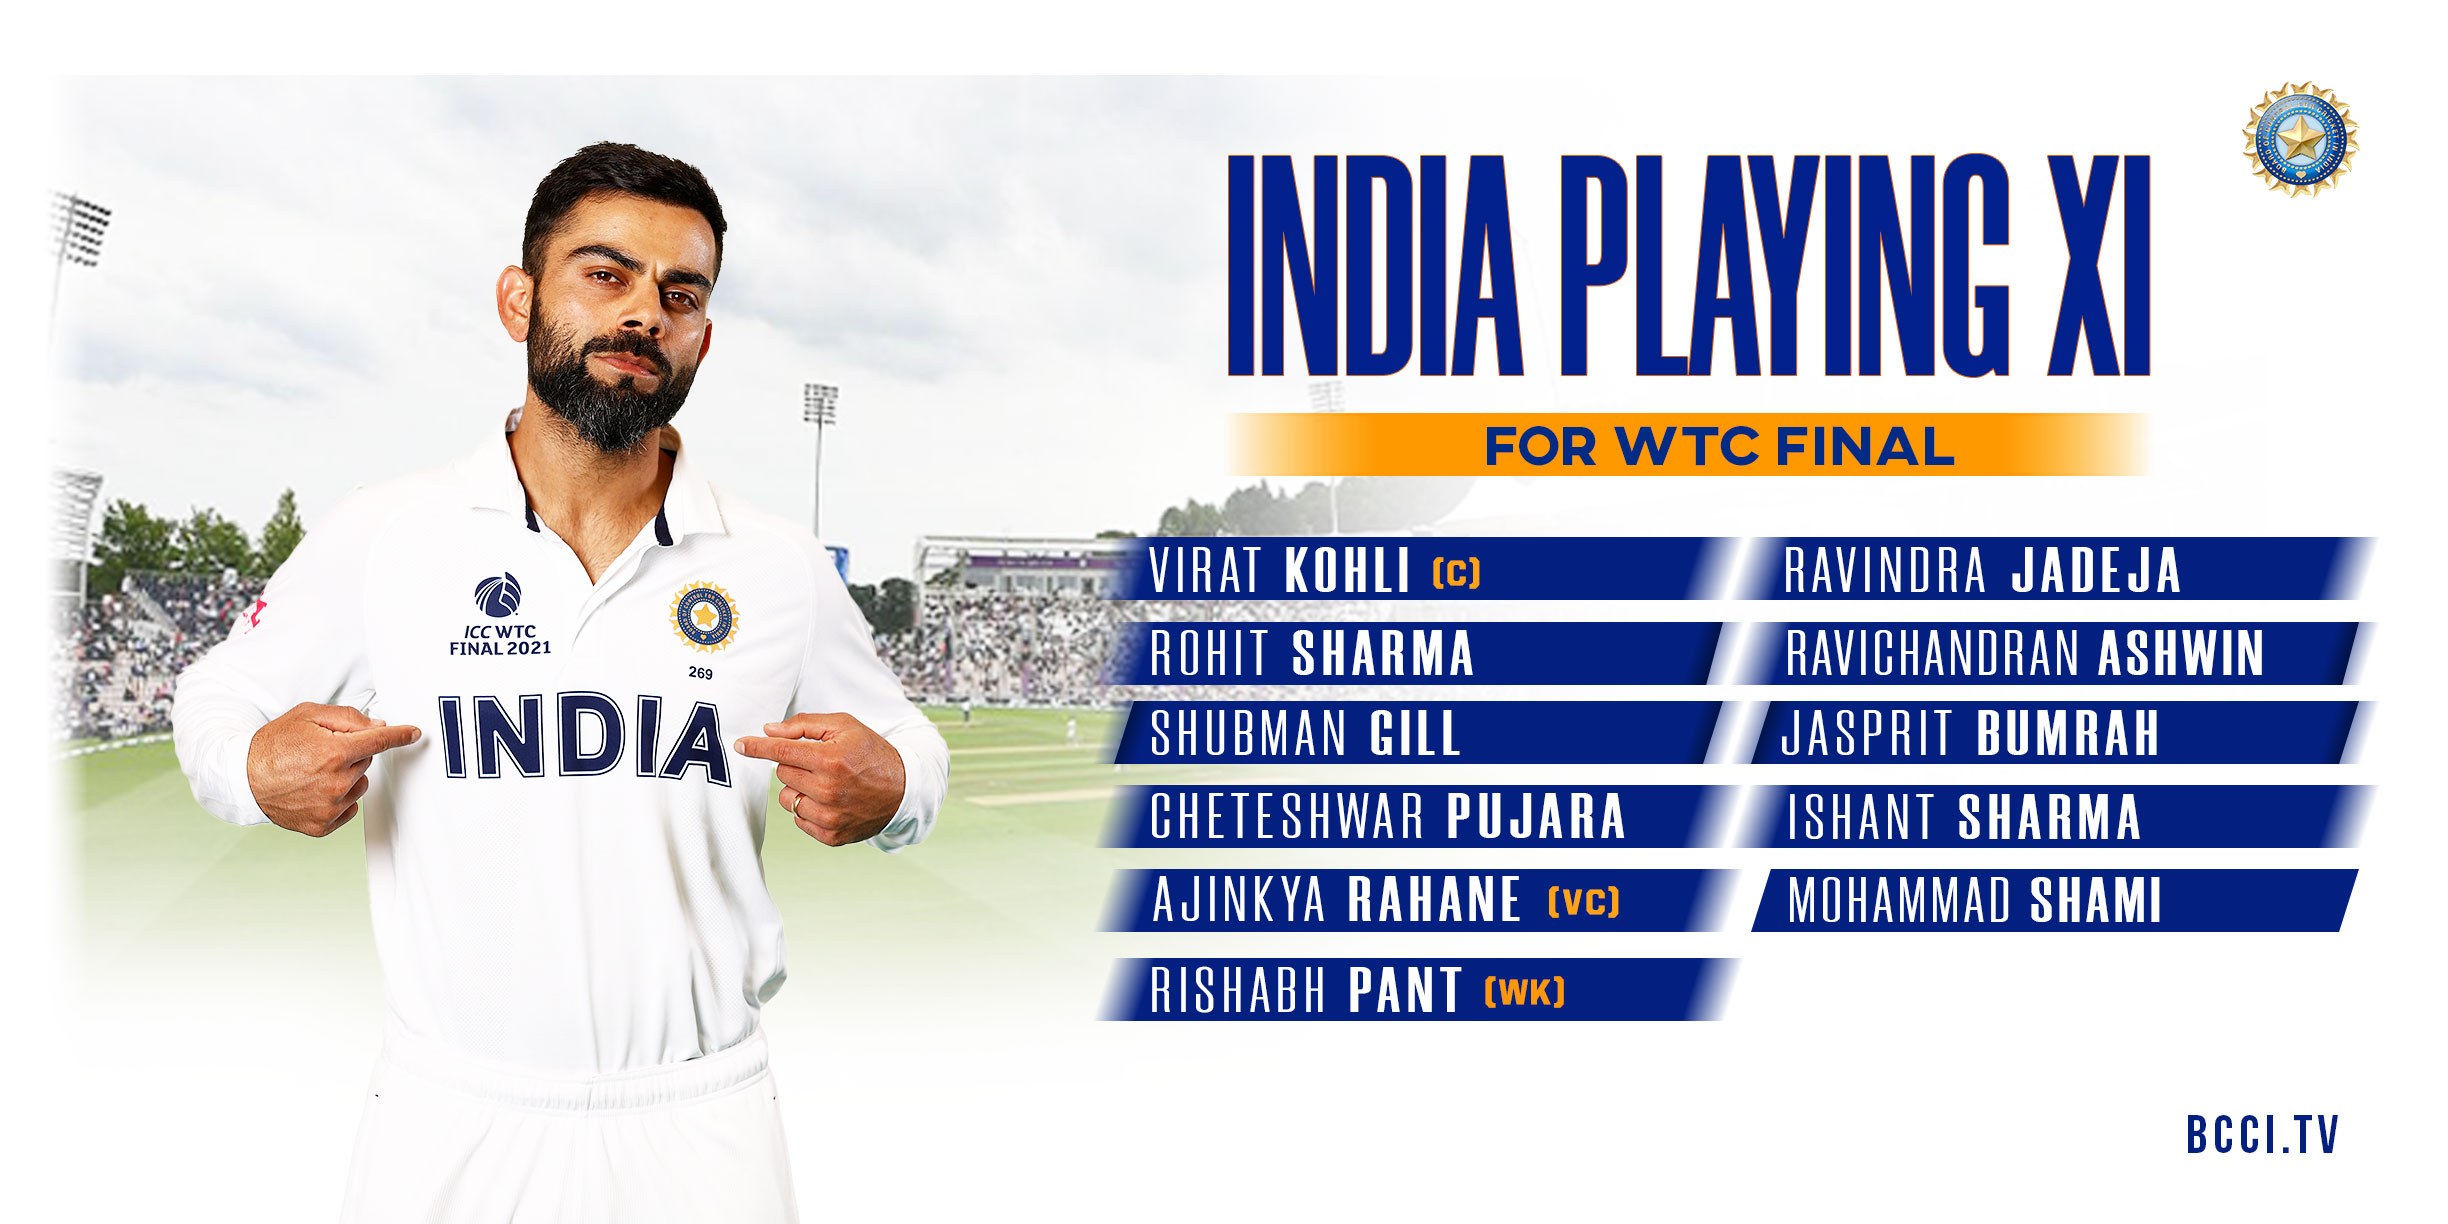 INDIA PLAYING XI
FOR WTC FINAL
VIRAT KOHLI (C)
ROHIT SHARMA
SHUBMAN GILL
CHETESHWAR PUJARA
AJINKYA RAHANE (VC)
RISHABH PANT (WK)
RAVINDRA JADEJA
RAVICHANDRAN ASHWIN
JASPRIT BUMRAH
ISHANT SHARMA
MOHAMMAD SHAMI
ICC WTC
FINAL 2021
269
INDIA
BCCI.TV